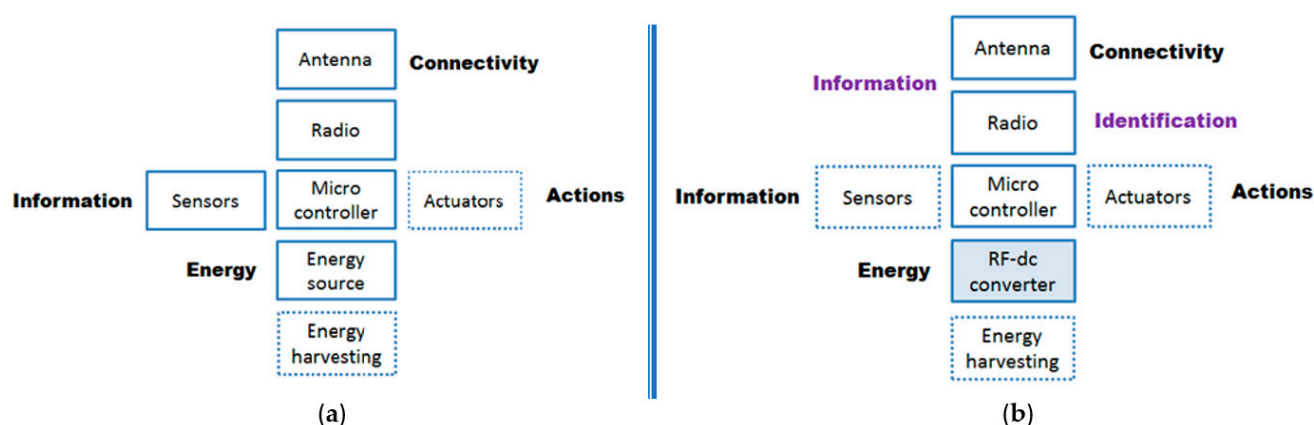 Antenna
Connectivity
Radio
Information
Sensors
Micro
controller
Actuators
Actions
Energy
Energy
source
Energy
harvesting
(a)
Antenna
Connectivity
Information
Radio
Identification
Information
Sensors
Micro
controller
Actuators
Actions
Energy
RF-dc
converter
Energy
harvesting
(b)